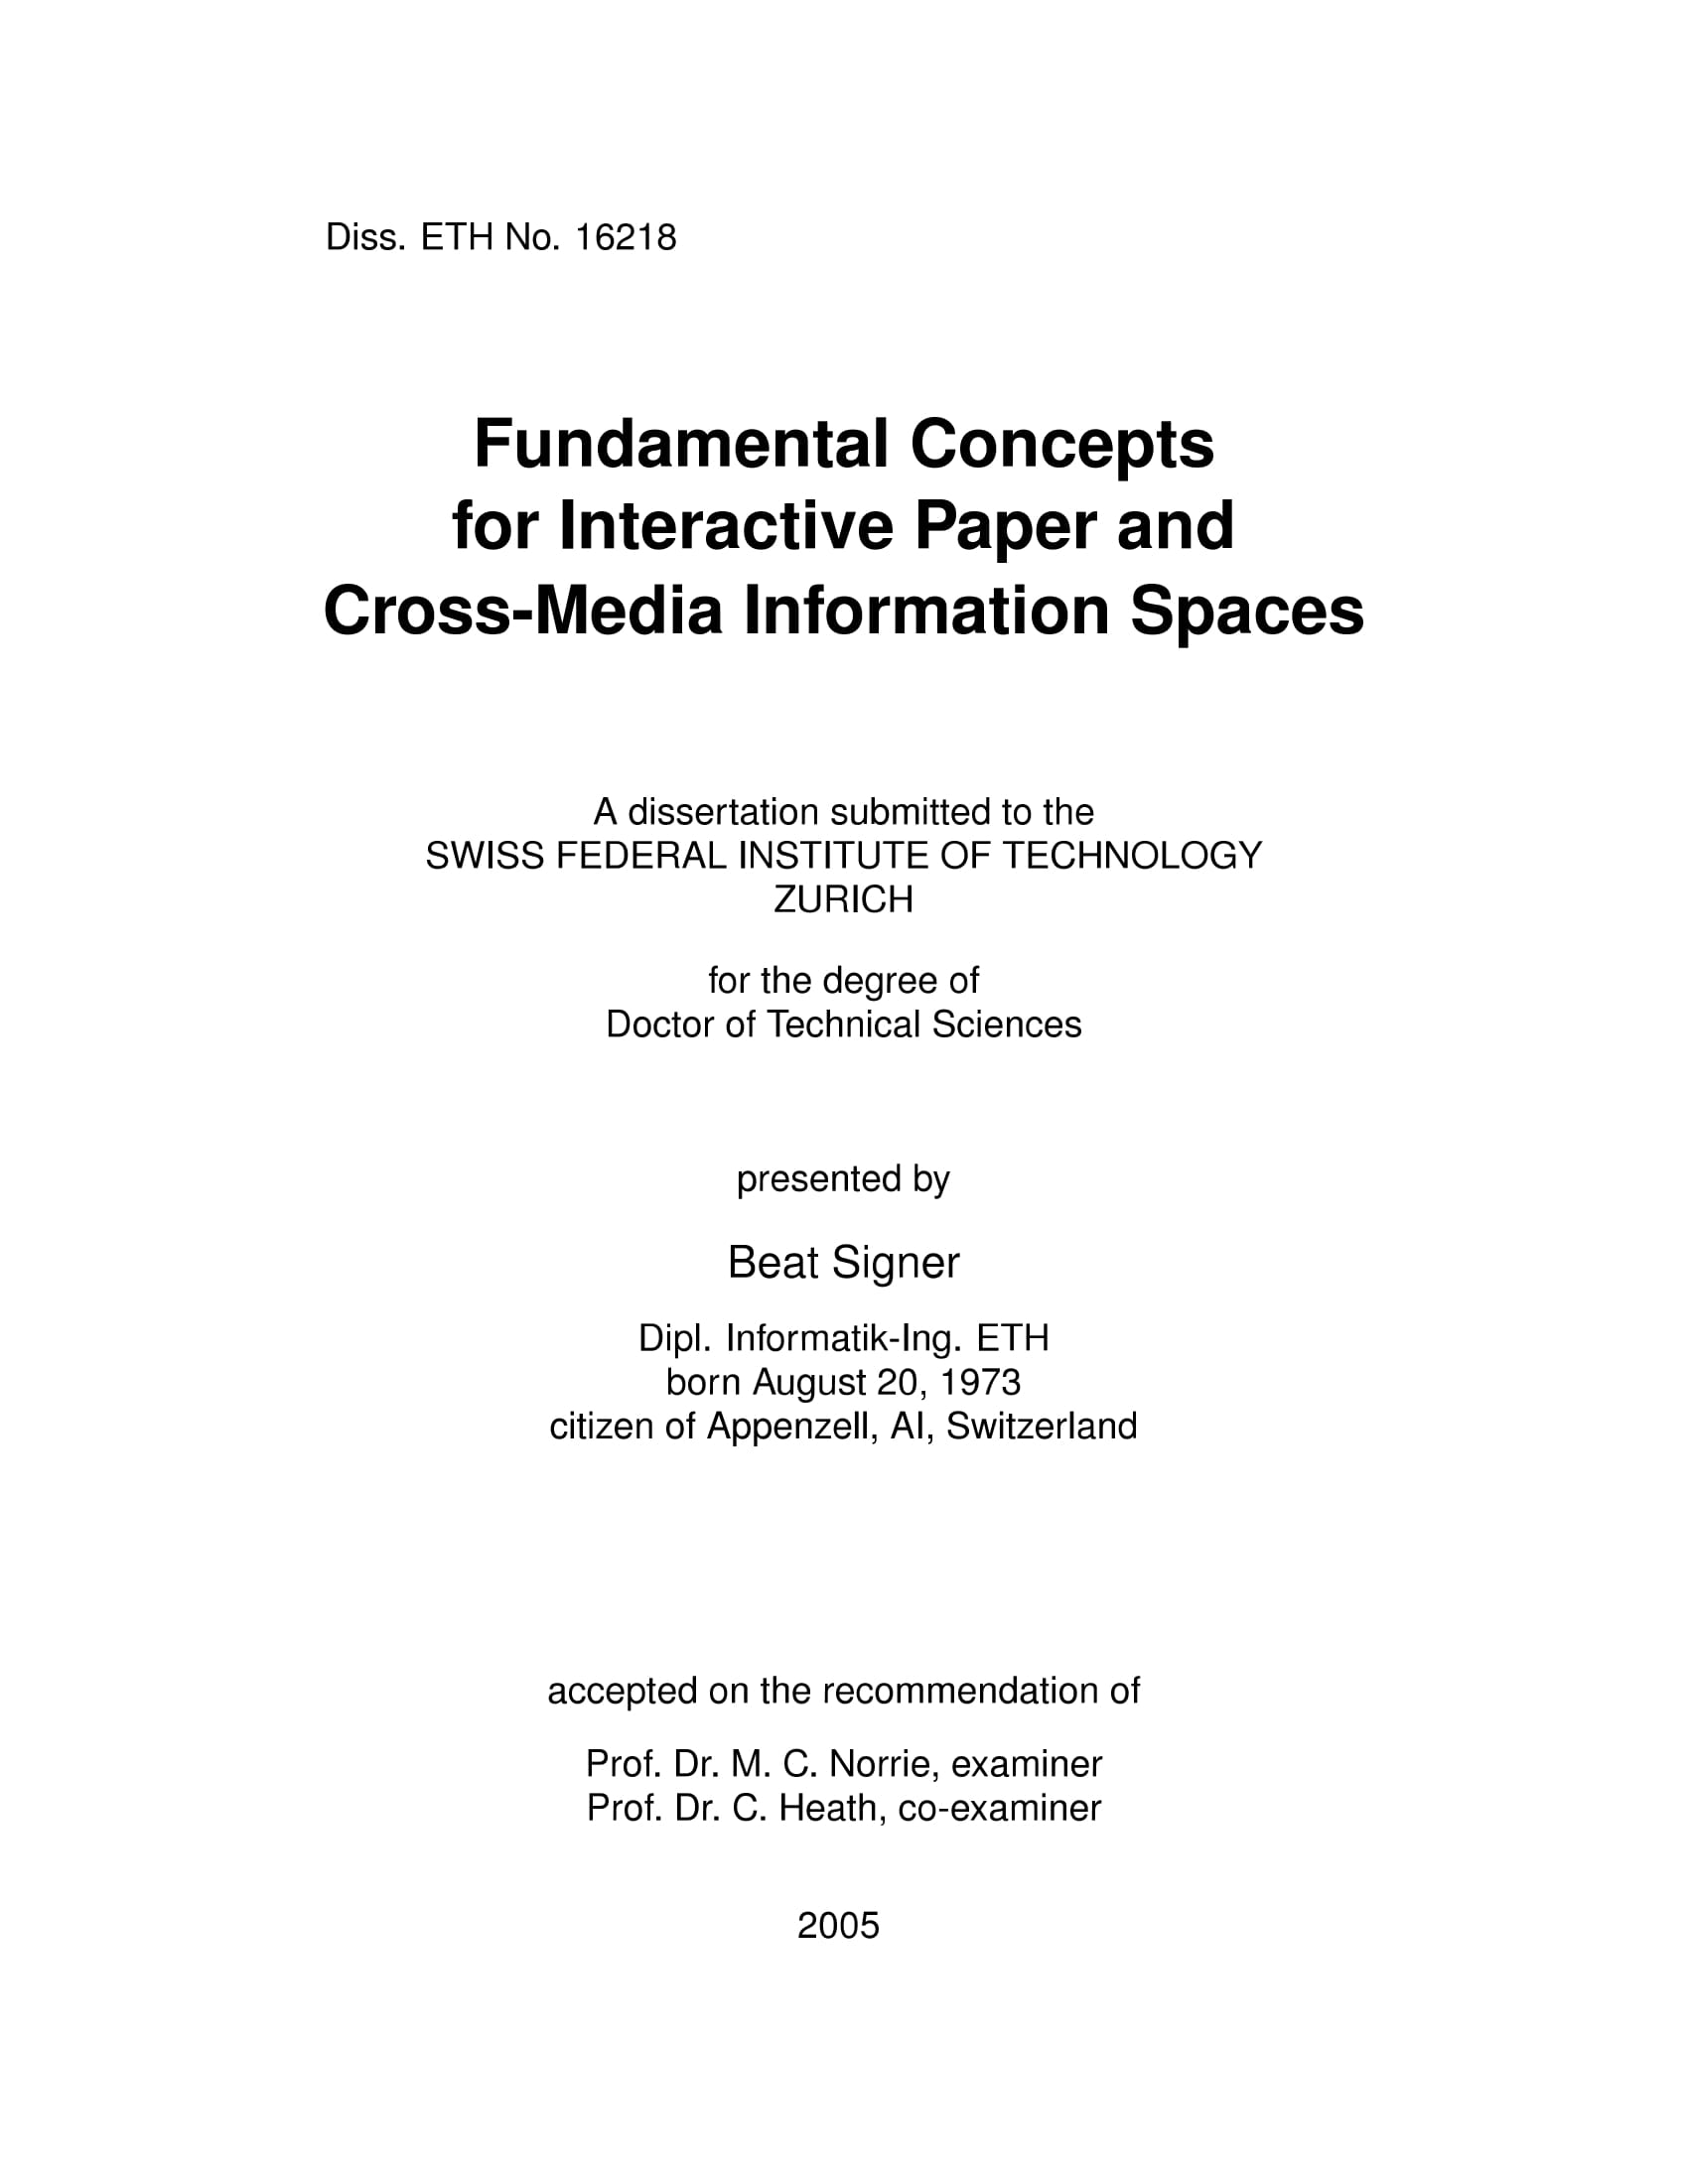 Diss. ETH No. 16218
Fundamental Concepts
for Interactive Paper and
Cross-Media Information Spaces
A dissertation submitted to the
SWISS FEDERAL INSTITUTE OF TECHNOLOGY
ZURICH
for the degree of
Doctor of Technical Sciences
presented by
Beat Signer
Dipl. Informatik-Ing. ETH
born August 20, 1973
citizen of Appenzell, AI, Switzerland
accepted on the recommendation of
Prof. Dr. M. C. Norrie, examiner
Prof. Dr. C. Heath, co-examiner
2005